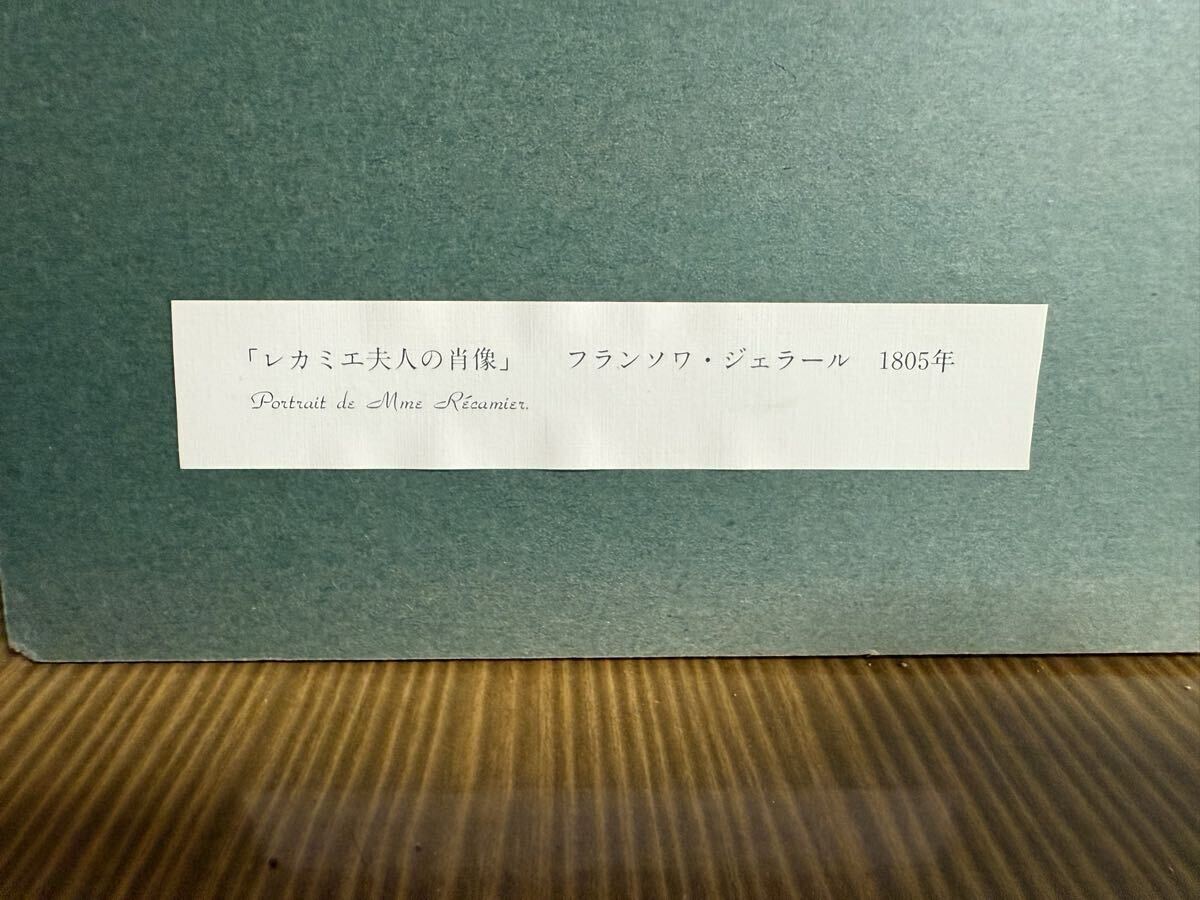 「レカミエ夫人の肖像」　フランソワ・ジェラール　1805年
Portrait de Mme Récamier.